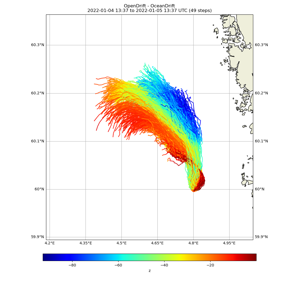 OpenDrift - OceanDrift
2022-01-04 13:37 to 2022-01-05 13:37 UTC (49 steps)
60.3°N 60.3°N
60.2°N 60.2°N
60.1°N 60.1°N
60°N 60°N
59.9°N 59.9°N
4.2°E 4.35°E 4.5°E 4.65°E 4.8°E 4.95°E
−80 −60 −40 −20 0
z